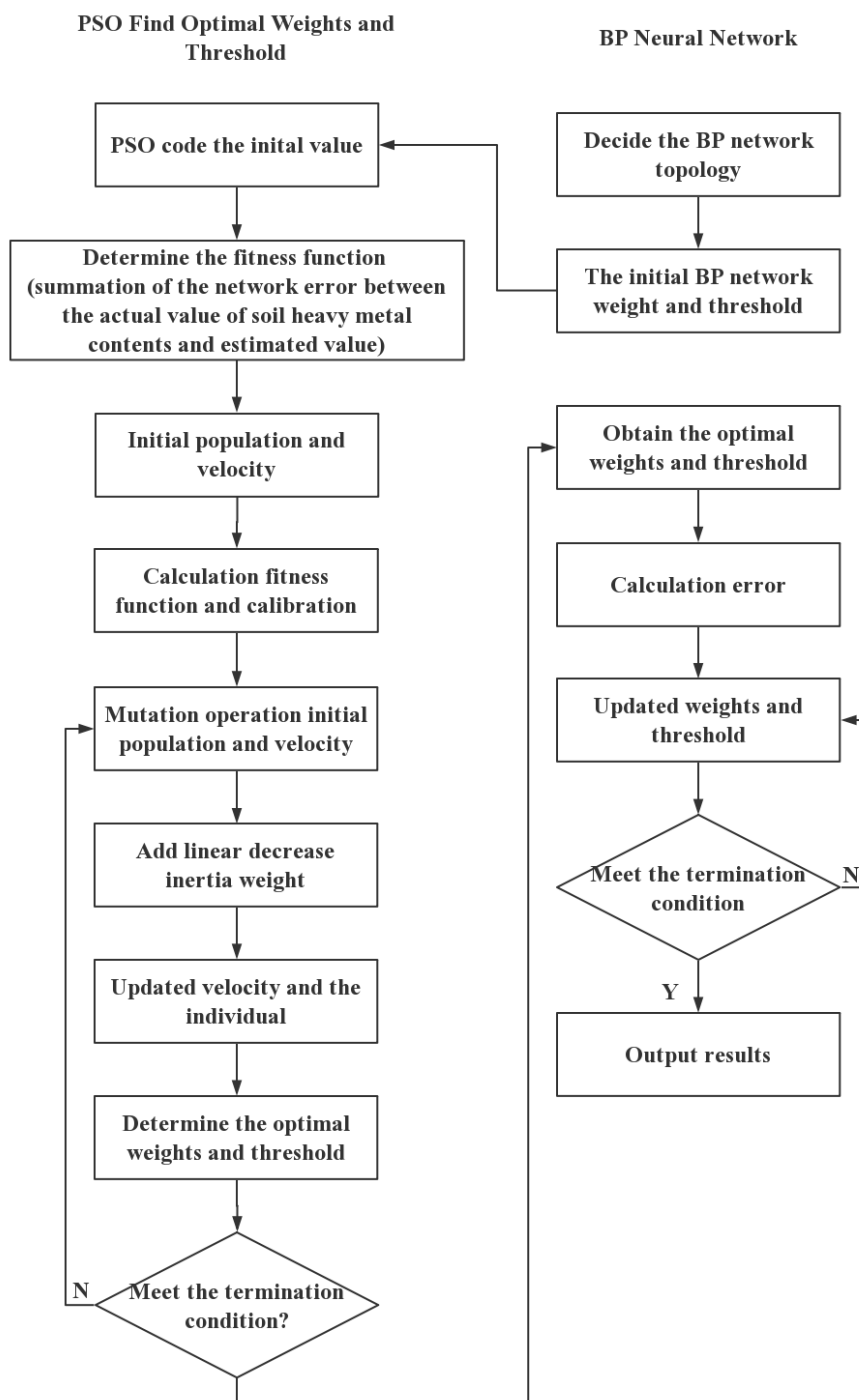 PSO Find Optimal Weights and
Threshold
PSO code the inital value
Determine the fitness function
(summation of the network error between
the actual value of soil heavy metal
contents and estimated value)
Initial population and
velocity
Calculation fitness
function and calibration
Mutation operation initial
population and velocity
Add linear decrease
inertia weight
Updated velocity and the
individual
Determine the optimal
weights and threshold
N
Meet the termination
condition?
BP Neural Network
Decide the BP network
topology
The initial BP network
weight and threshold
Obtain the optimal
weights and threshold
Calculation error
Updated weights and
threshold
Meet the termination
condition
N
Y
Output results